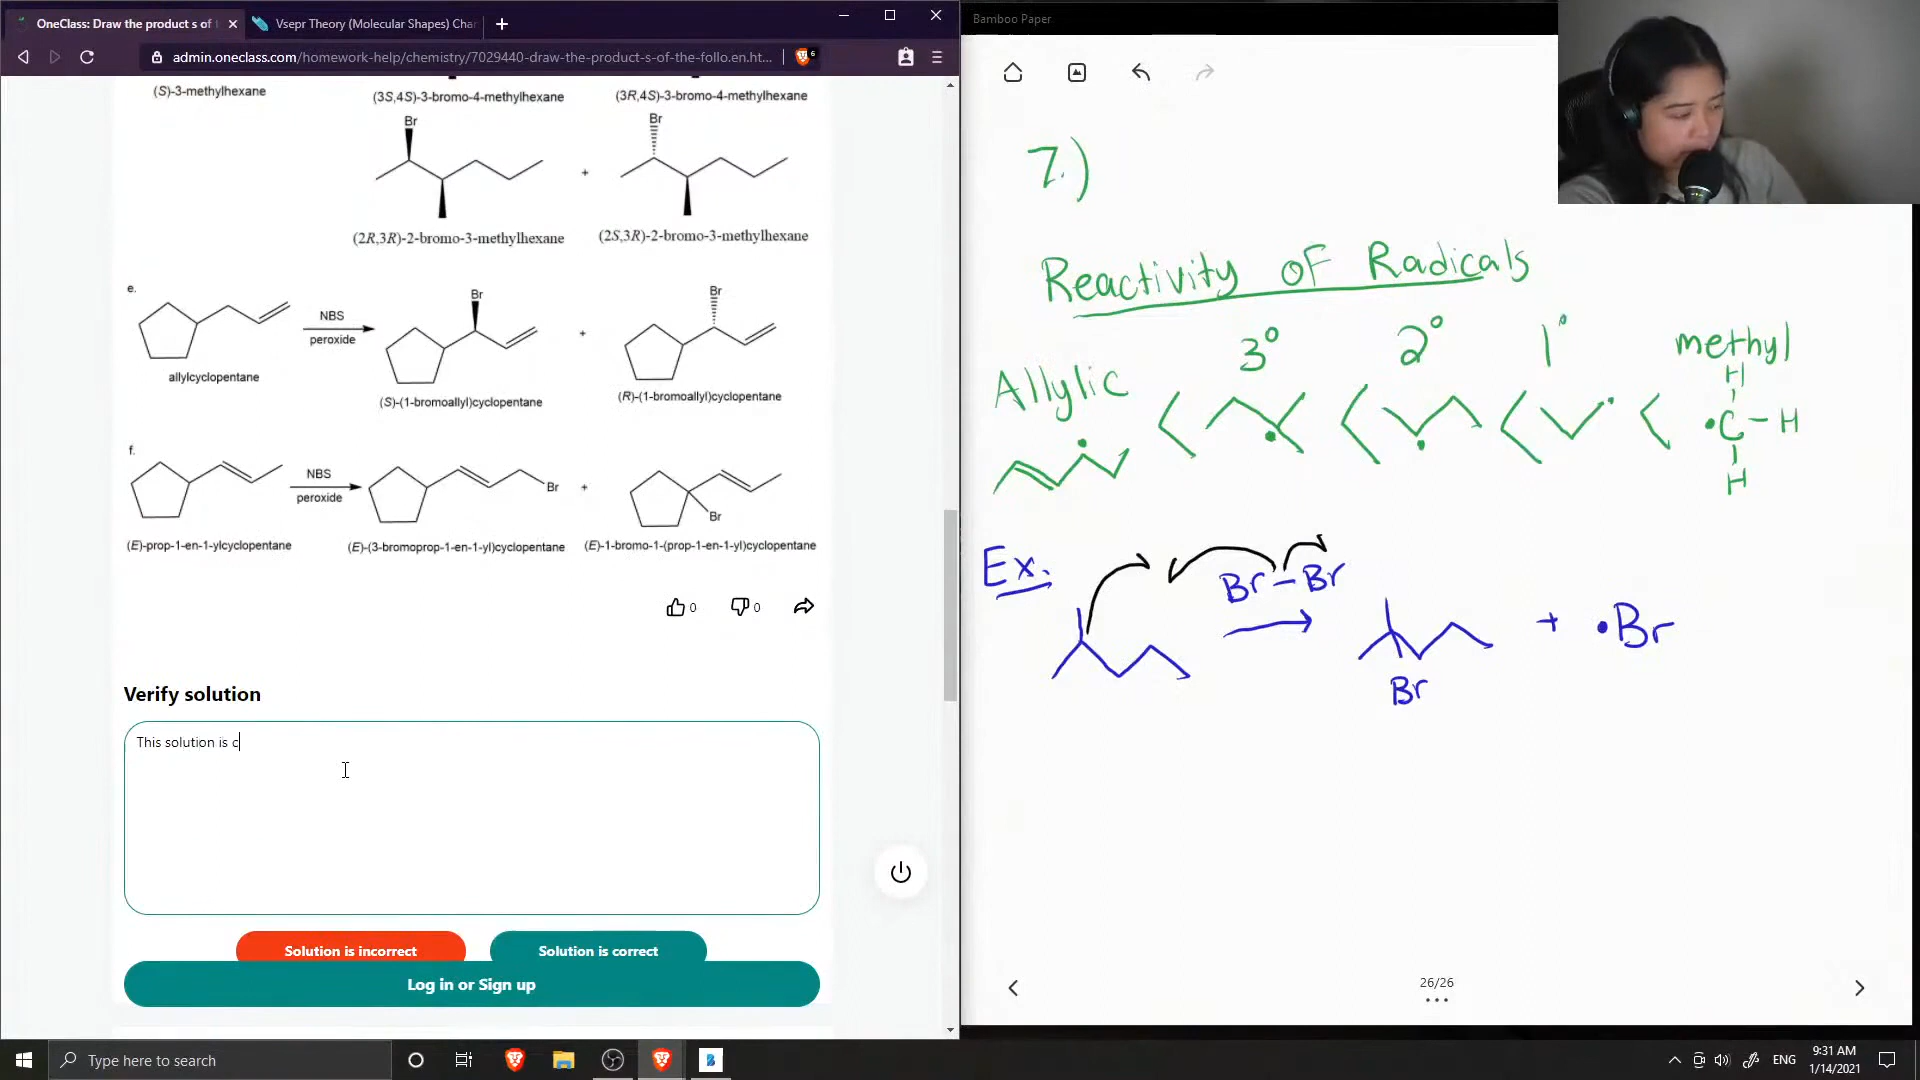 OneClass: Draw the product s of
Vsepr Theory (Molecular Shapes) Cha
admin.oneclass.com/homework-help/chemistry/7029440-draw-the-product-s-of-the-follo.en.ht...
6
(S)-3-methylhexane
(3S,4S)-3-bromo-4-methylhexane
(3R,4S)-3-bromo-4-methylhexane
Br
Br
+
(2R,3R)-2-bromo-3-methylhexane
(2S,3R)-2-bromo-3-methylhexane
e.
NBS
peroxide
Br
+
Br
allylcyclopentane
(S)-(1-bromoallyl)cyclopentane
(R)-(1-bromoallyl)cyclopentane
f.
NBS
peroxide
Br
+
Br
(E)-prop-1-en-1-ylcyclopentane
(E)-(3-bromoprop-1-en-1-yl)cyclopentane
(E)-1-bromo-1-(prop-1-en-1-yl)cyclopentane
0
0
Verify solution
This solution is c
Solution is incorrect
Solution is correct
Log in or Sign up
Bamboo Paper
7.)
Reactivity of Radicals
Allylic < 3° < 2° < 1° < methyl
H
•C-H
H
Ex.
Br-Br
Br
+ •Br
26/26
Type here to search
ENG
9:31 AM
1/14/2021